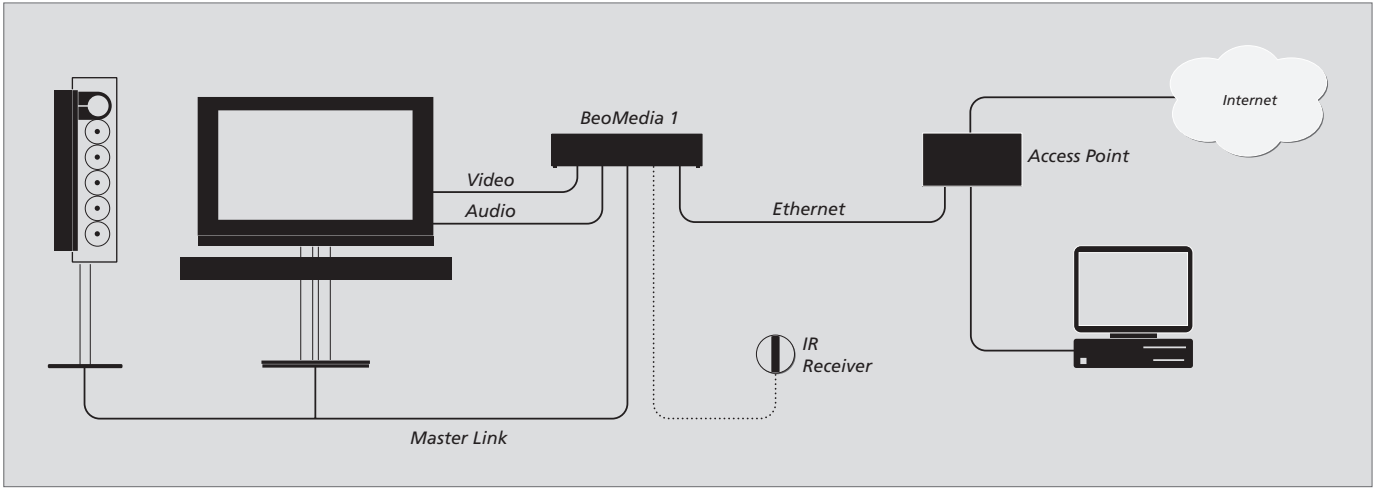 Internet
BeoMedia 1
Access Point
Video
Audio
Ethernet
IR
Receiver
Master Link